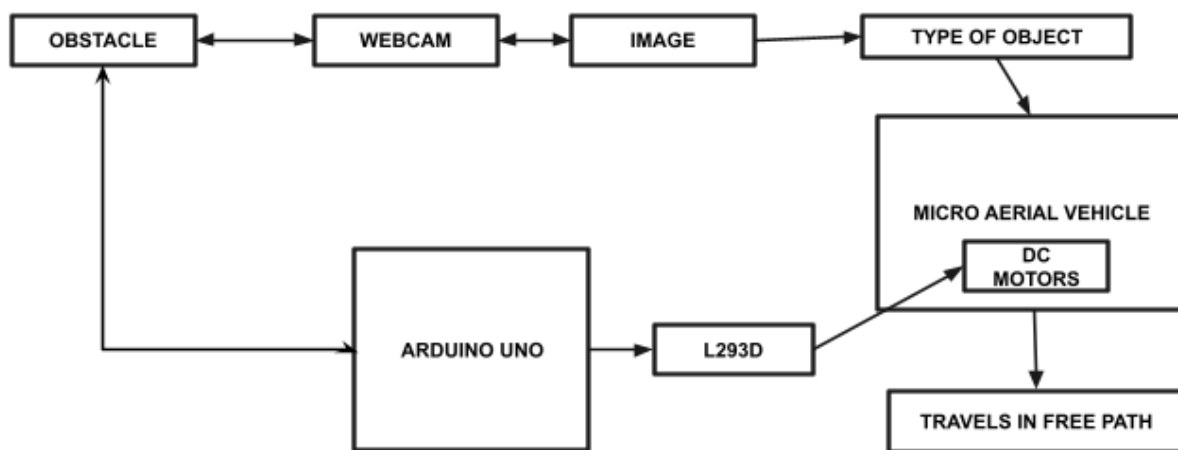 OBSTACLE
WEBCAM
IMAGE
TYPE OF OBJECT
MICRO AERIAL VEHICLE
DC
MOTORS
ARDUINO UNO
L293D
TRAVELS IN FREE PATH